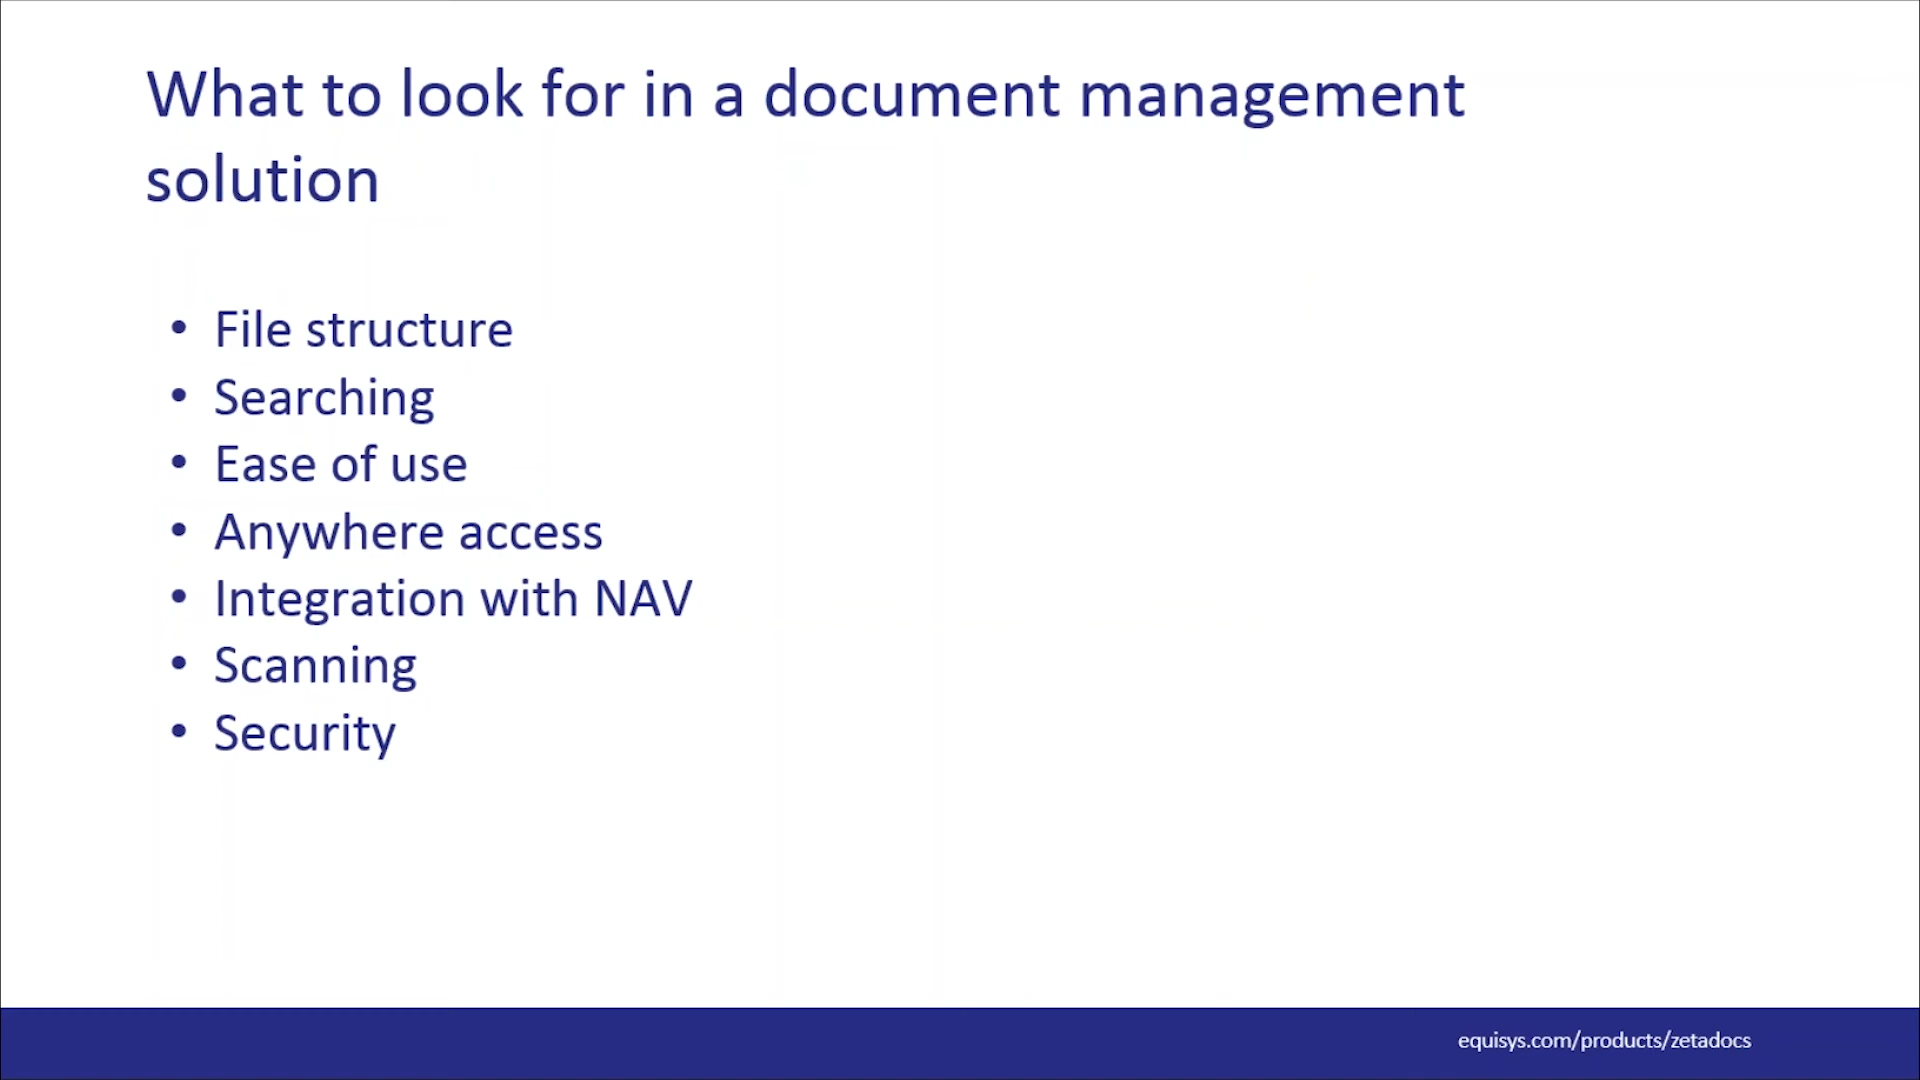 What to look for in a document management
solution
• File structure
• Searching
• Ease of use
• Anywhere access
• Integration with NAV
• Scanning
• Security
equisys.com/products/zetadocs